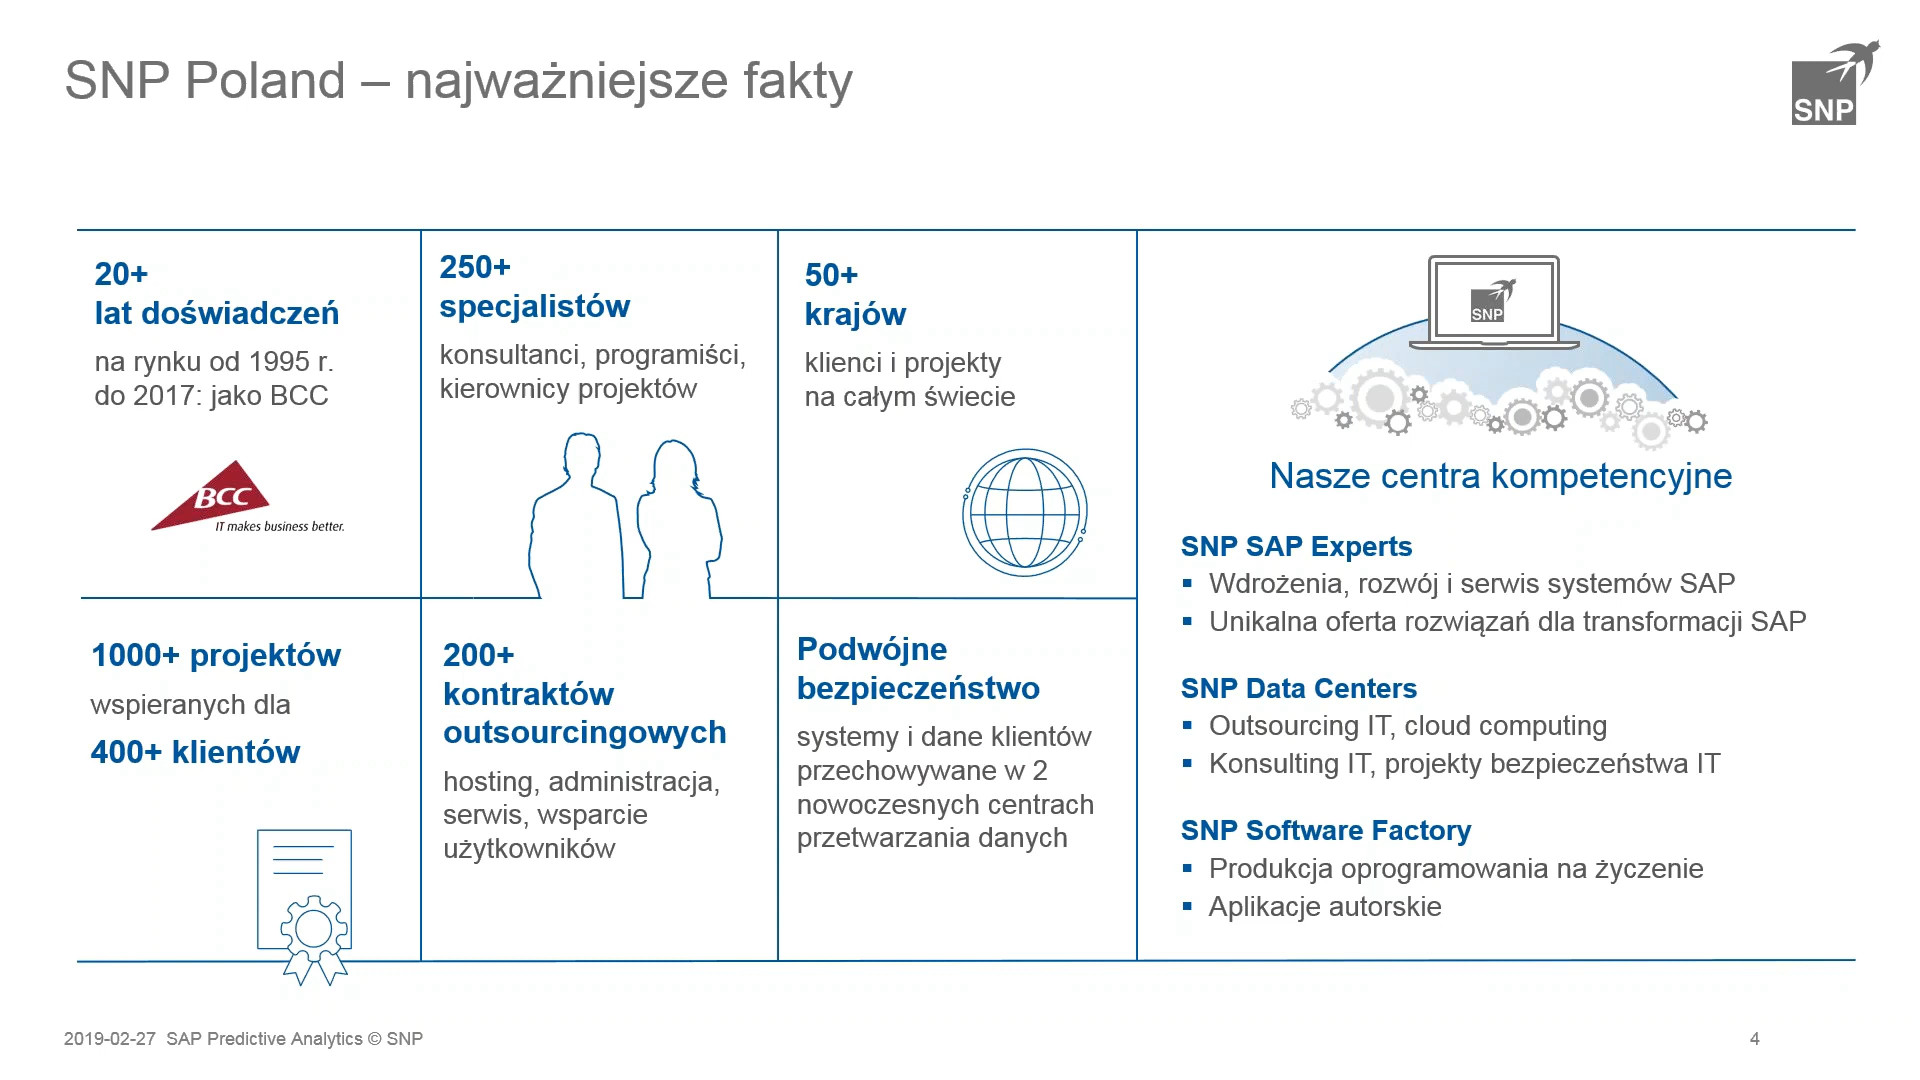 SNP Poland – najważniejsze fakty
SNP
20+
lat doświadczeń
na rynku od 1995 r.
do 2017: jako BCC
BCC
IT makes business better.
250+
specjalistów
konsultanci, programiści,
kierownicy projektów
50+
krajów
klienci i projekty
na całym świecie
1000+ projektów
wspieranych dla
400+ klientów
200+
kontraktów
outsourcingowych
hosting, administracja,
serwis, wsparcie
użytkowników
Podwójne
bezpieczeństwo
systemy i dane klientów
przechowywane w 2
nowoczesnych centrach
przetwarzania danych
SNP
Nasze centra kompetencyjne
SNP SAP Experts
▪ Wdrożenia, rozwój i serwis systemów SAP
▪ Unikalna oferta rozwiązań dla transformacji SAP
SNP Data Centers
▪ Outsourcing IT, cloud computing
▪ Konsulting IT, projekty bezpieczeństwa IT
SNP Software Factory
▪ Produkcja oprogramowania na życzenie
▪ Aplikacje autorskie
2019-02-27 SAP Predictive Analytics © SNP
4